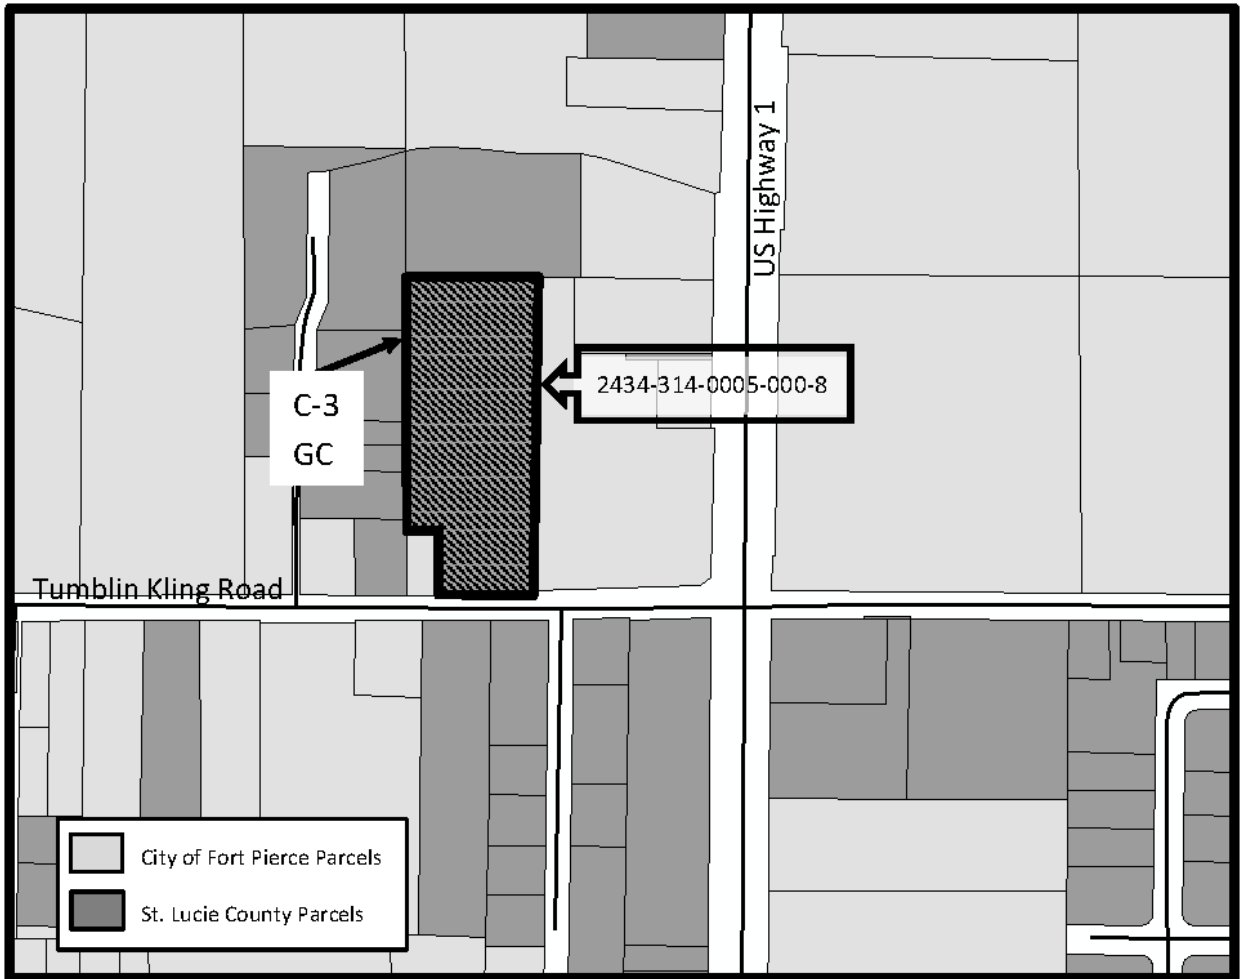 US Highway 1
2434-314-0005-000-8
C-3
GC
Tumblin Kling Road
City of Fort Pierce Parcels
St. Lucie County Parcels